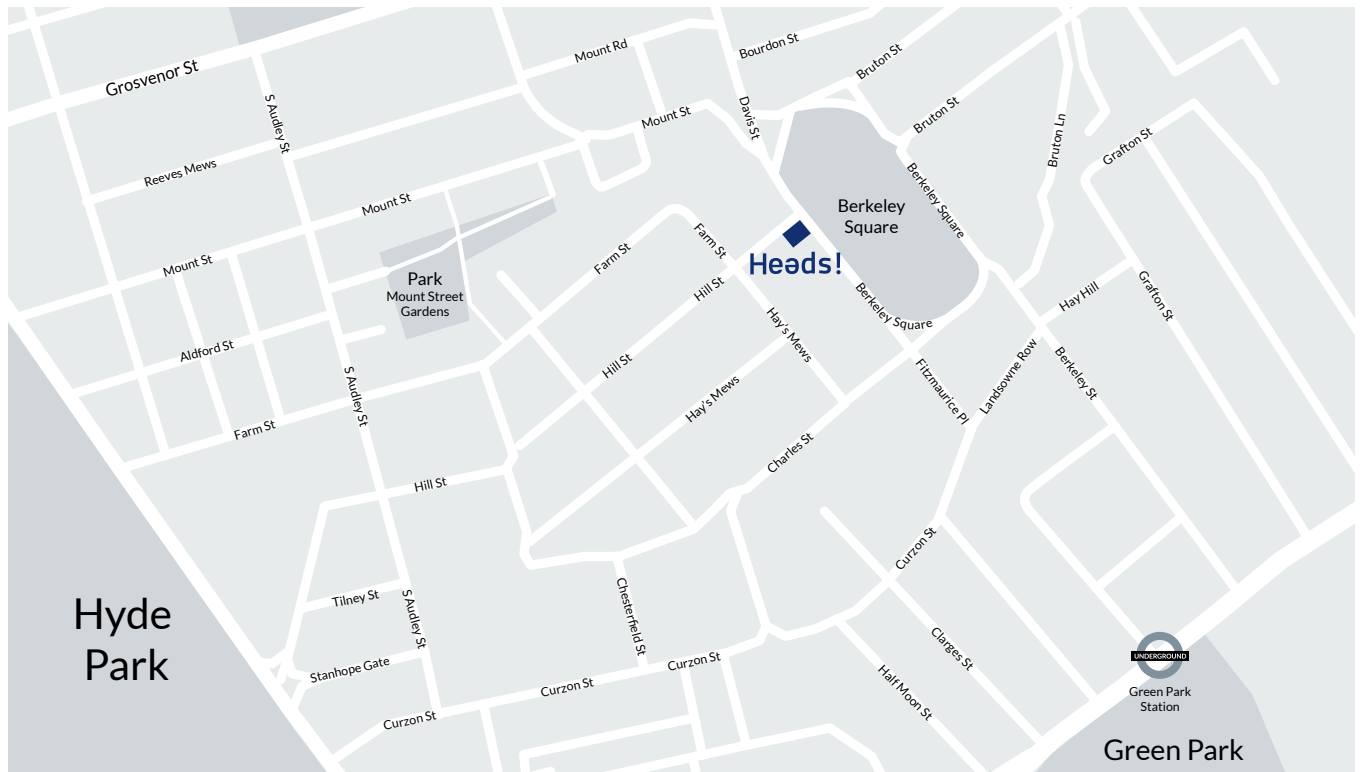 Grosvenor St
S Audley St
Reeves Mews
Mount St
Mount St
Aldford St
Farm St
S Audley St
Hill St
Tilney St
S Audley St
Stanhope Gate
Curzon St
Curzon St
Curzon St
Chesterfield St
Hyde
Park
Park
Mount Street
Gardens
Mount Rd
Mount St
Bourdon St
Davis St
Bruton St
Bruton St
Bruton Ln
Grafton St
Berkeley
Square
Berkeley Square
Heads!
Farm St
Farm St
Hill St
Hill St
Hay's Mews
Hay's Mews
Berkeley Square
Charles St
Fitzmaurice Pl
Landsowne Row
Hay Hill
Grafton St
Berkeley St
Curzon St
Clarges St
Half Moon St
UNDERGROUND
Green Park
Station
Green Park